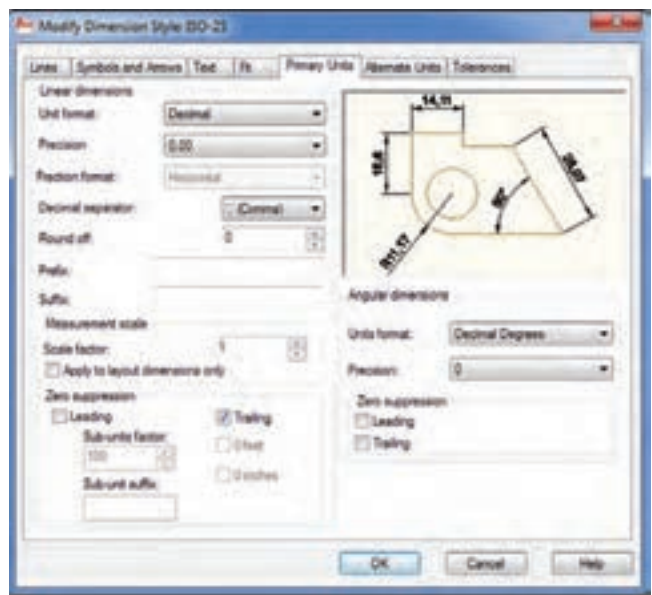 Modify Dimension Style: ISO-25
Lines Symbols and Arrows Text Fit Primary Units Alternate Units Tolerances
Linear dimensions
Unit format: Decimal
Precision 0.00
Fraction format: Horizontal
Decimal separator: ',' (Comma)
Round off: 0
Prefix:
Suffix:
Measurement scale
Scale factor: 1
Apply to layout dimensions only
Zero suppression
Leading
Trailing
Sub-units factor:
100
0 feet
Sub-unit suffix
0 inches
14,11
16,6
R11,17
60°
Angular dimensions
Units format: Decimal Degrees
Precision: 0
Zero suppression
Leading
Trailing
OK Cancel Help